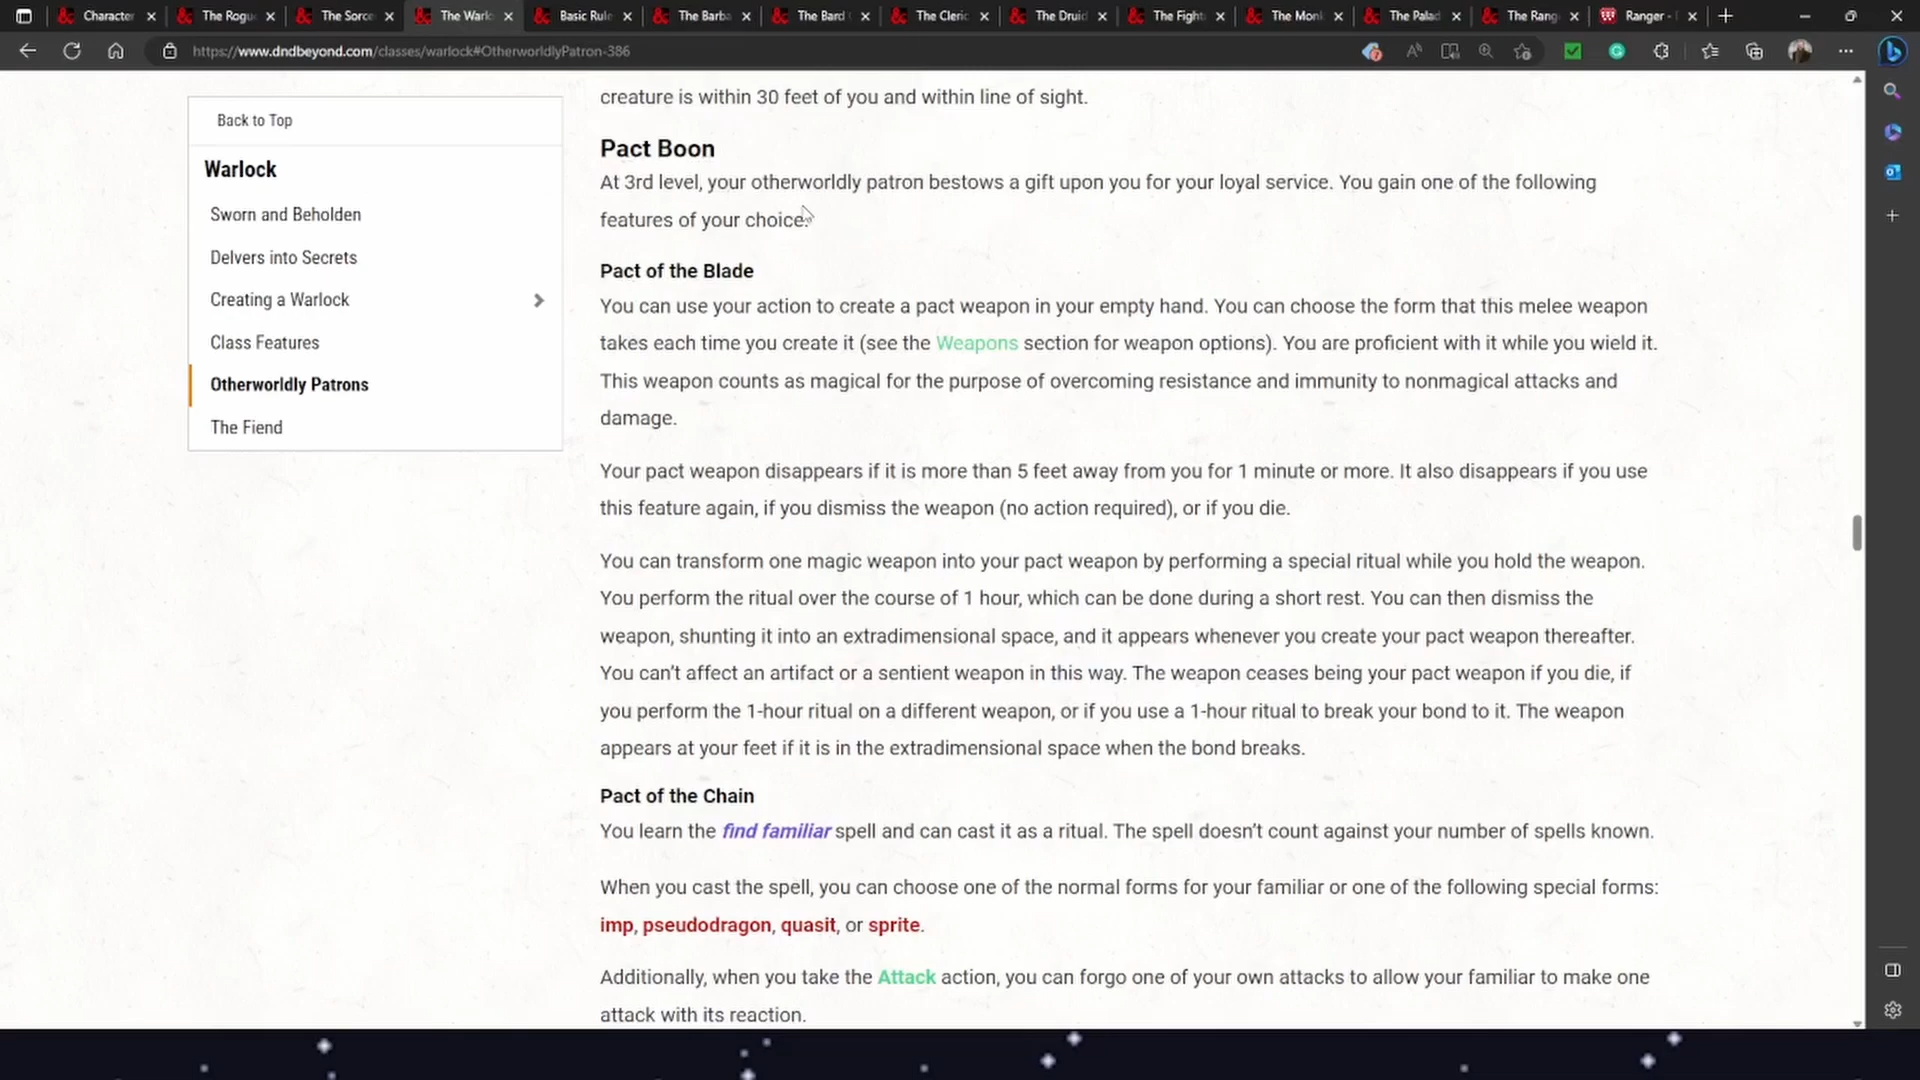 Character
The Rogu
The Sorce
The Warlo
Basic Rule
The Barba
The Bard
The Cleric
The Druid
The Fight
The Monk
The Palad
The Rang
Ranger -
https://www.dndbeyond.com/classes/warlock#OtherworldlyPatron-386
Back to Top
Warlock
Sworn and Beholden
Delvers into Secrets
Creating a Warlock
Class Features
Otherworldly Patrons
The Fiend
creature is within 30 feet of you and within line of sight.
Pact Boon
At 3rd level, your otherworldly patron bestows a gift upon you for your loyal service. You gain one of the following
features of your choice.
Pact of the Blade
You can use your action to create a pact weapon in your empty hand. You can choose the form that this melee weapon
takes each time you create it (see the Weapons section for weapon options). You are proficient with it while you wield it.
This weapon counts as magical for the purpose of overcoming resistance and immunity to nonmagical attacks and
damage.
Your pact weapon disappears if it is more than 5 feet away from you for 1 minute or more. It also disappears if you use
this feature again, if you dismiss the weapon (no action required), or if you die.
You can transform one magic weapon into your pact weapon by performing a special ritual while you hold the weapon.
You perform the ritual over the course of 1 hour, which can be done during a short rest. You can then dismiss the
weapon, shunting it into an extradimensional space, and it appears whenever you create your pact weapon thereafter.
You can’t affect an artifact or a sentient weapon in this way. The weapon ceases being your pact weapon if you die, if
you perform the 1-hour ritual on a different weapon, or if you use a 1-hour ritual to break your bond to it. The weapon
appears at your feet if it is in the extradimensional space when the bond breaks.
Pact of the Chain
You learn the find familiar spell and can cast it as a ritual. The spell doesn’t count against your number of spells known.
When you cast the spell, you can choose one of the normal forms for your familiar or one of the following special forms:
imp, pseudodragon, quasit, or sprite.
Additionally, when you take the Attack action, you can forgo one of your own attacks to allow your familiar to make one
attack with its reaction.